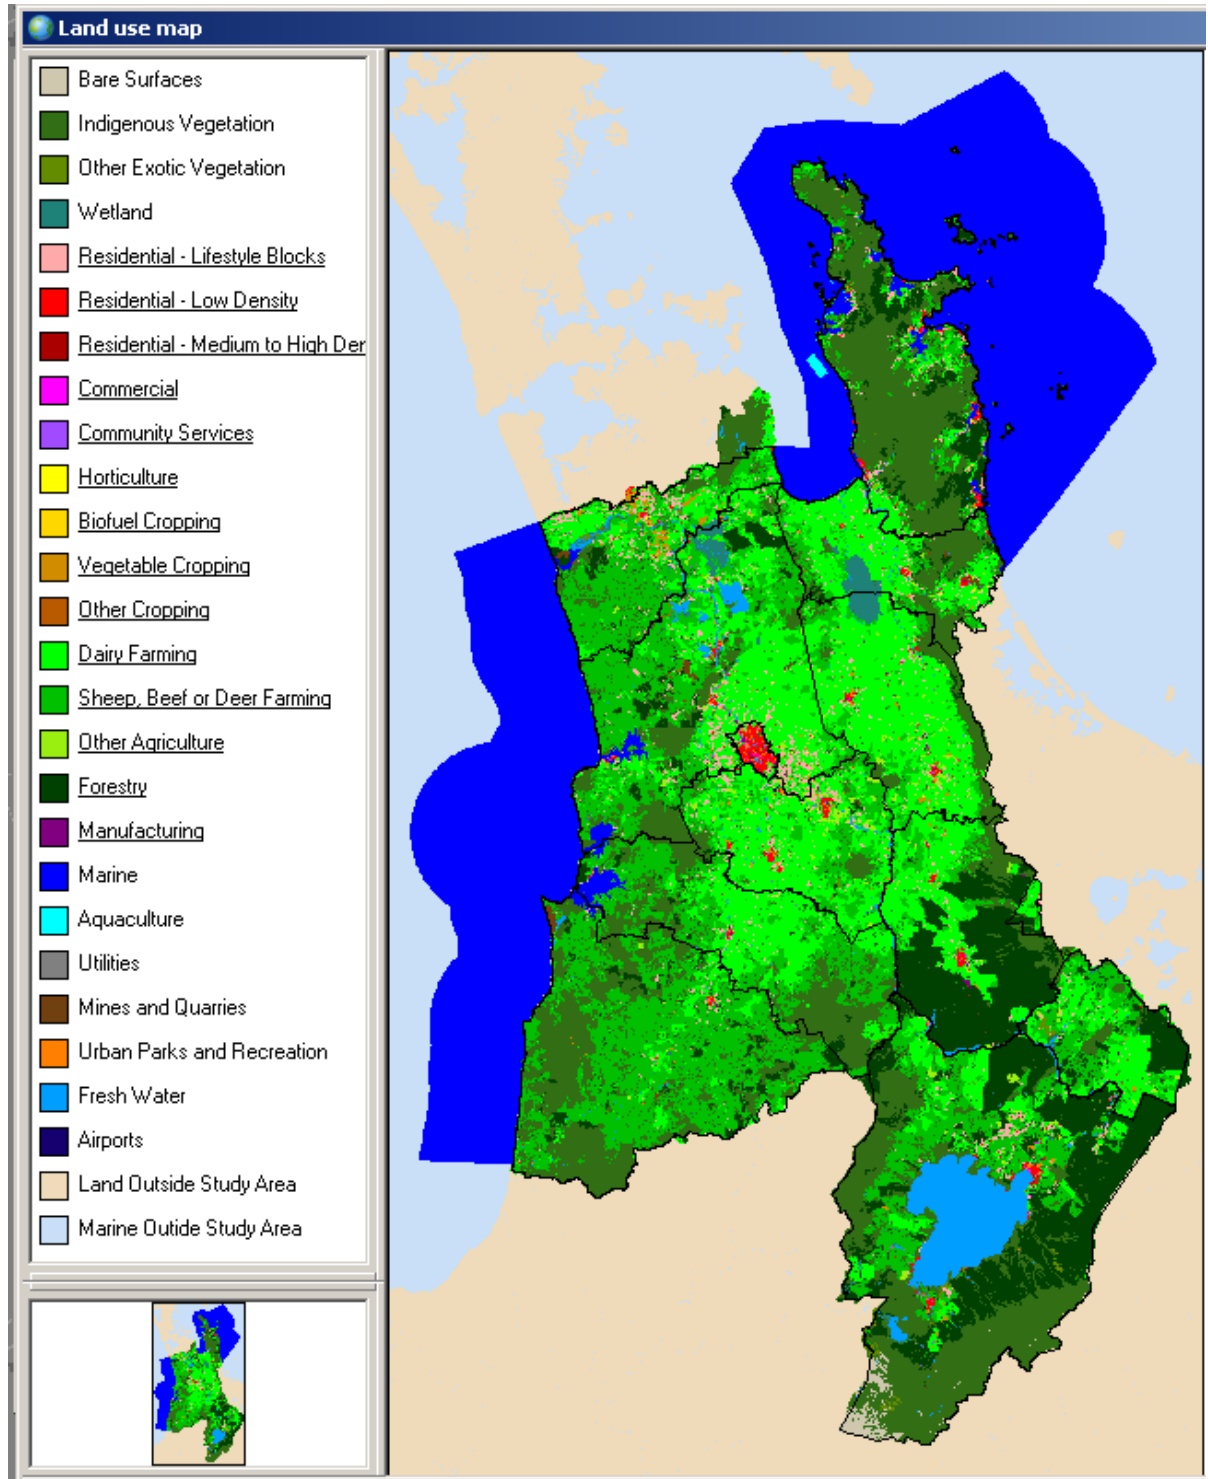 Land use map
Bare Surfaces
Indigenous Vegetation
Other Exotic Vegetation
Wetland
Residential - Lifestyle Blocks
Residential - Low Density
Residential - Medium to High Der
Commercial
Community Services
Horticulture
Biofuel Cropping
Vegetable Cropping
Other Cropping
Dairy Farming
Sheep, Beef or Deer Farming
Other Agriculture
Forestry
Manufacturing
Marine
Aquaculture
Utilities
Mines and Quarries
Urban Parks and Recreation
Fresh Water
Airports
Land Outside Study Area
Marine Outide Study Area